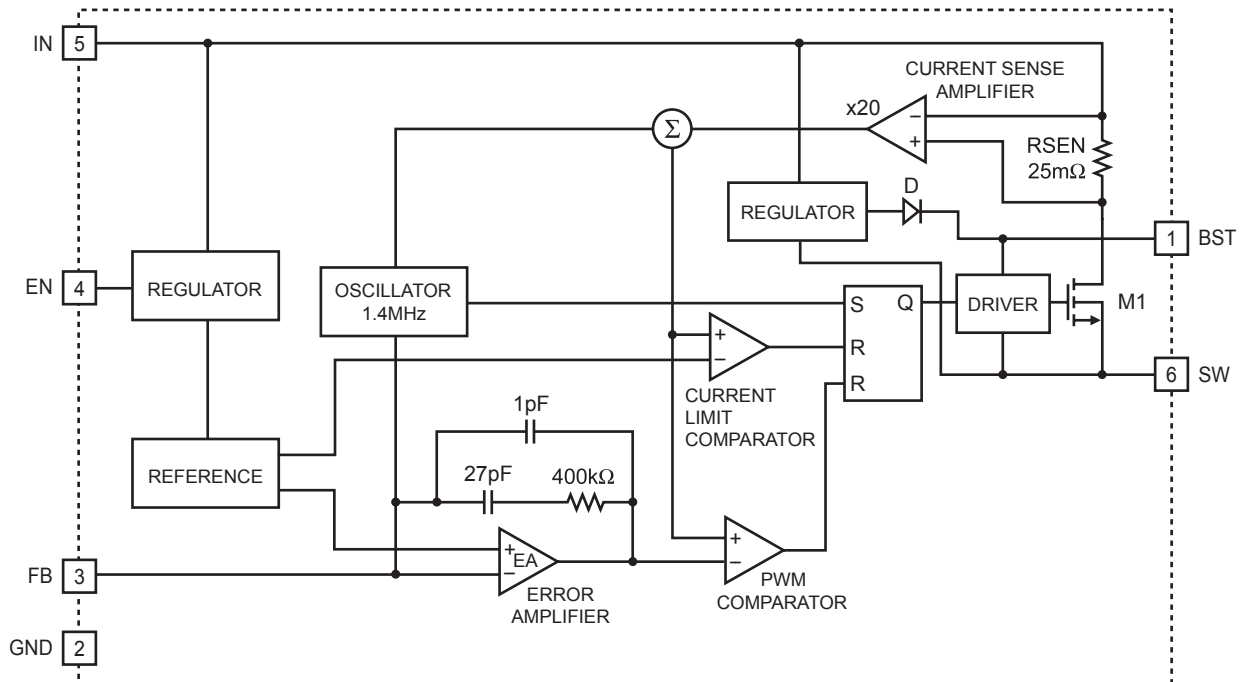 IN 5
CURRENT SENSE
AMPLIFIER
x20
Σ
−
+
RSEN
25mΩ
D
REGULATOR
1 BST
EN 4
REGULATOR
OSCILLATOR
1.4MHz
S
Q
DRIVER
M1
+
−
R
R
6 SW
CURRENT
LIMIT
COMPARATOR
1pF
REFERENCE
27pF
400kΩ
+
−
EA
ERROR
AMPLIFIER
+
−
PWM
COMPARATOR
FB 3
GND 2